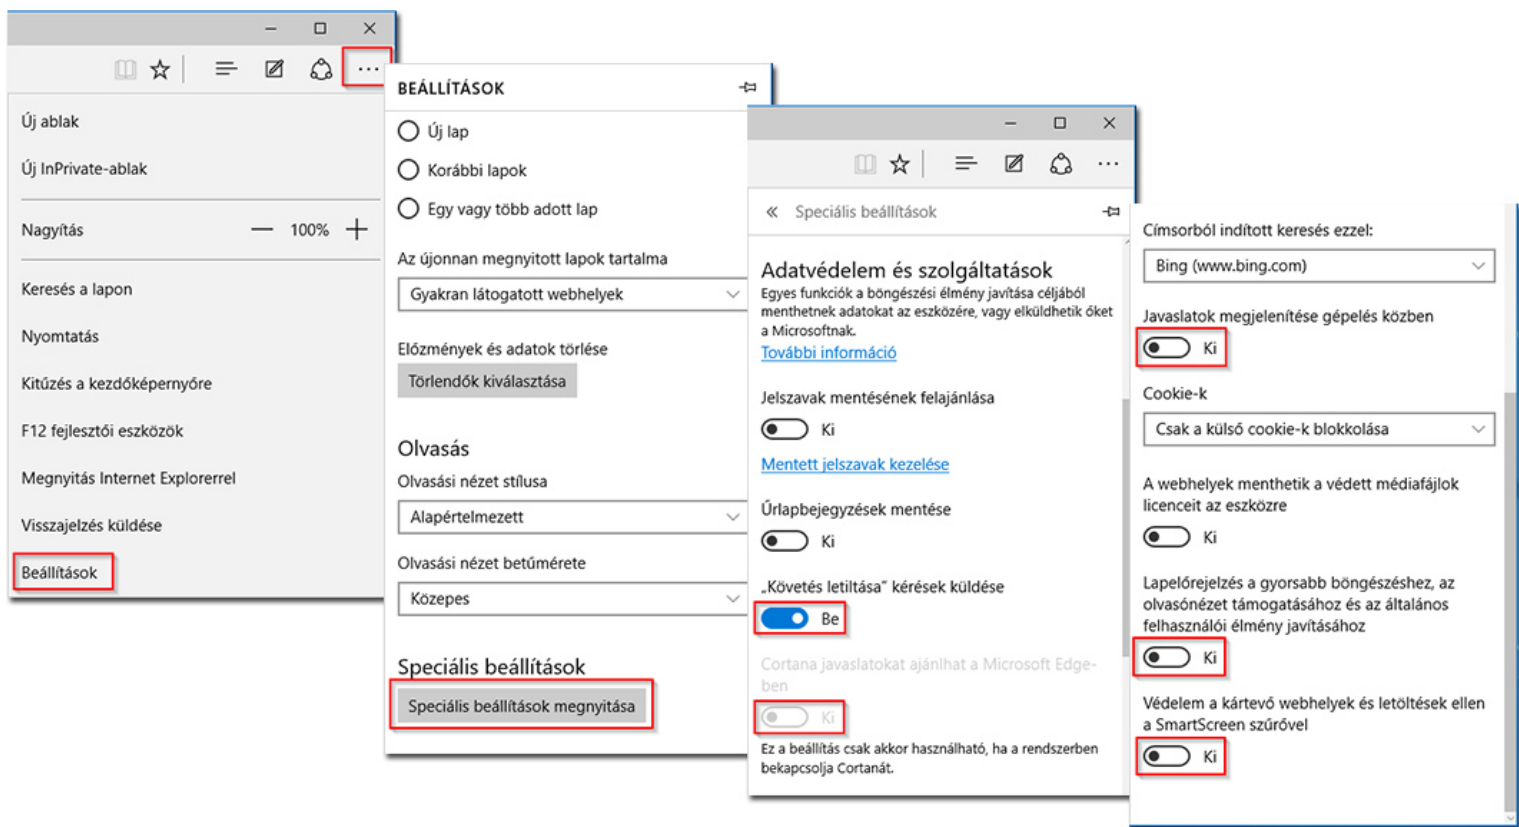 Új ablak
Új InPrivate-ablak
Nagyítás
100%
Keresés a lapon
Nyomtatás
Kitűzés a kezdőképernyőre
F12 fejlesztői eszközök
Megnyitás Internet Explorerrel
Visszajelzés küldése
Beállítások
BEÁLLÍTÁSOK
Új lap
Korábbi lapok
Egy vagy több adott lap
Az újonnan megnyitott lapok tartalma
Gyakran látogatott webhelyek
Előzmények és adatok törlése
Törlendők kiválasztása
Olvasás
Olvasási nézet stílusa
Alapértelmezett
Olvasási nézet betűmérete
Közepes
Speciális beállítások
Speciális beállítások megnyitása
« Speciális beállítások
Adatvédelem és szolgáltatások
Egyes funkciók a böngészési élmény javítása céljából
menthetnek adatokat az eszközére, vagy elküldhetik őket
a Microsoftnak.
További információ
Jelszavak mentésének felajánlása
Ki
Mentett jelszavak kezelése
Űrlapbejegyzések mentése
Ki
„Követés letiltása” kérések küldése
Be
Cortana javaslatokat ajánlhat a Microsoft Edge-
ben
Ki
Ez a beállítás csak akkor használható, ha a rendszerben
bekapcsolja Cortanát.
Címsorból indított keresés ezzel:
Bing (www.bing.com)
Javaslatok megjelenítése gépelés közben
Ki
Cookie-k
Csak a külső cookie-k blokkolása
A webhelyek menthetik a védett médiafájlok
licenceit az eszközre
Ki
Lapelőrejelzés a gyorsabb böngészéshez, az
olvasónézet támogatásához és az általános
felhasználói élmény javításához
Ki
Védelem a kártevő webhelyek és letöltések ellen
a SmartScreen szűrővel
Ki